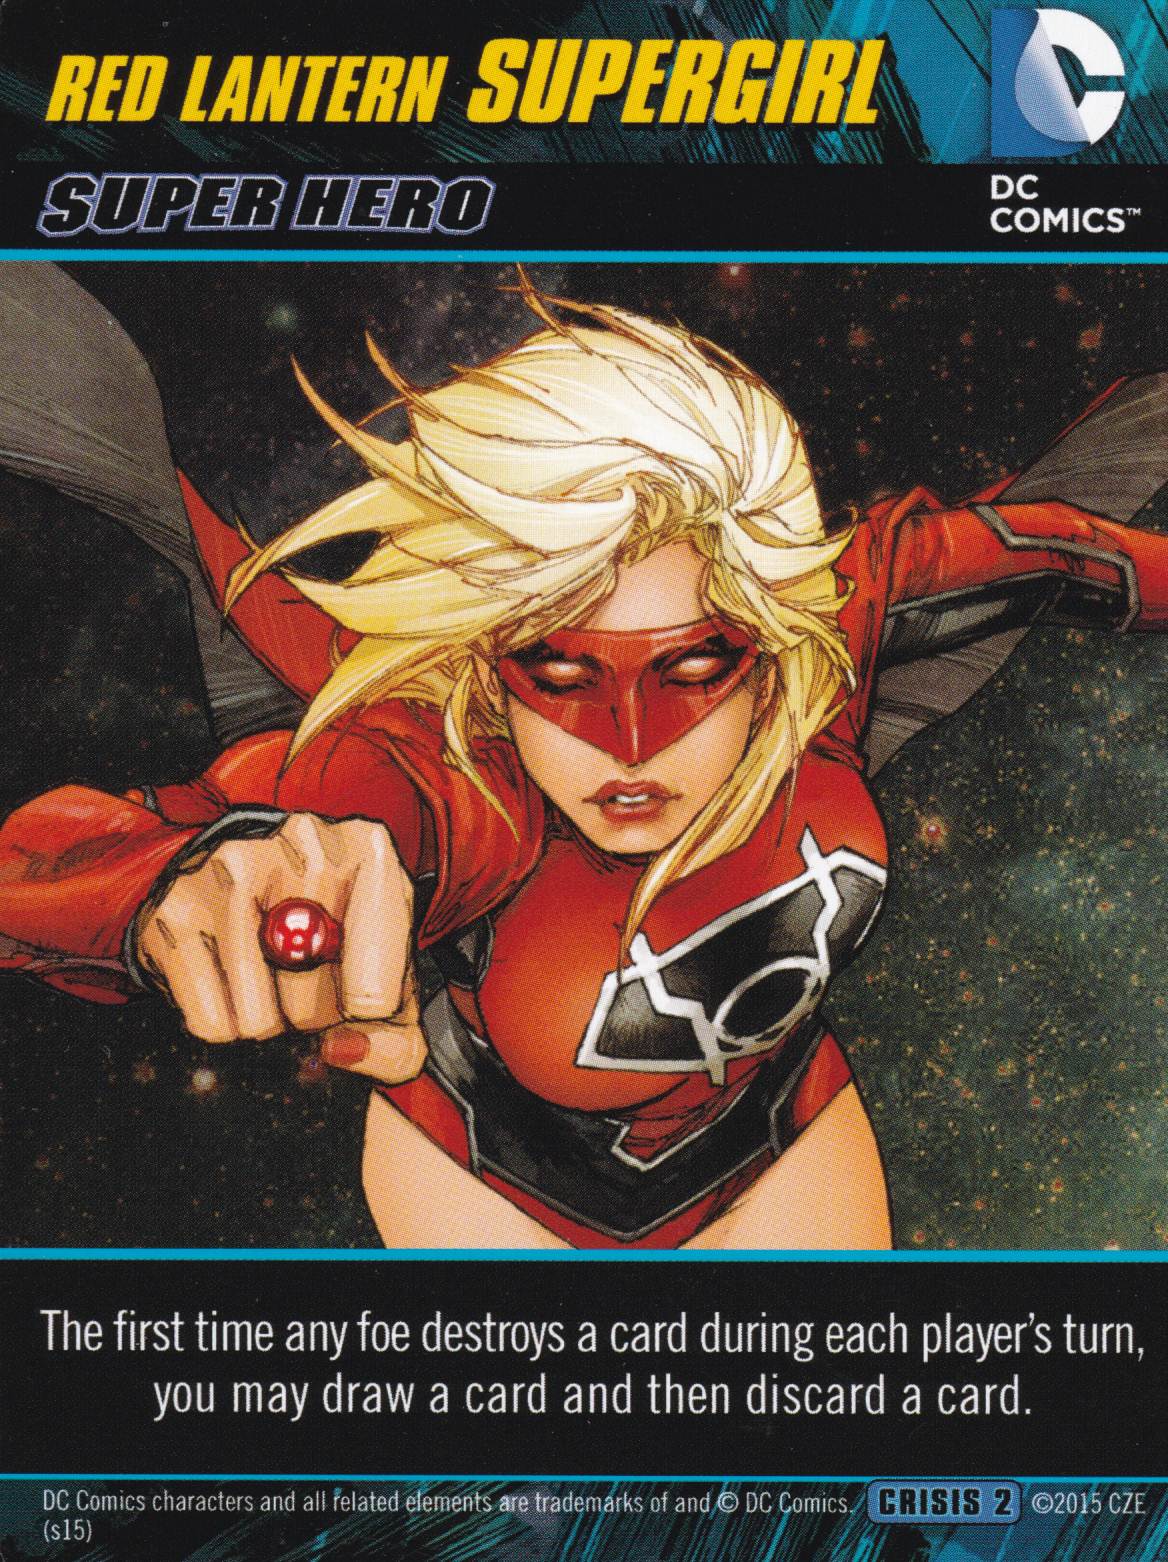 RED LANTERN SUPERGIRL
SUPER HERO
DC
COMICS™
The first time any foe destroys a card during each player's turn,
you may draw a card and then discard a card.
DC Comics characters and all related elements are trademarks of and © DC Comics. CRISIS 2 ©2015 CZE
(s15)